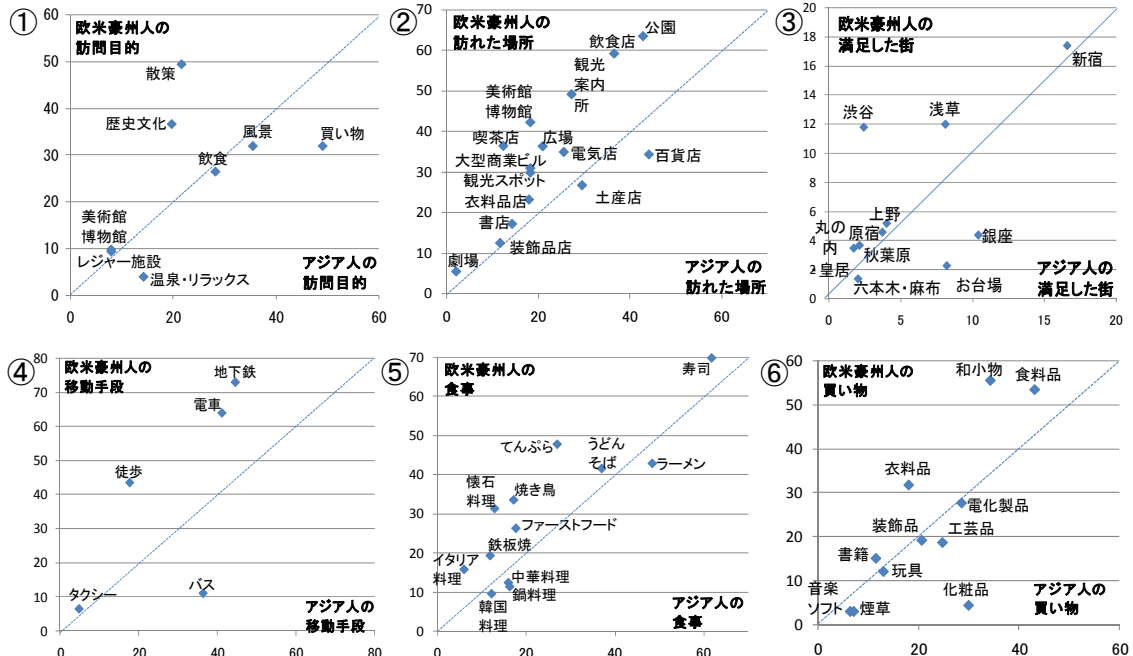 ①
欧米豪州人の
訪問目的
60
50
40
30
20
10
0
散策
歴史文化
風景
買い物
飲食
美術館
博物館
レジャー施設
温泉・リラックス
アジア人の
訪問目的
0 20 40 60
②
欧米豪州人の
訪れた場所
70
60
50
40
30
20
10
0
公園
飲食店
観光
案内
所
美術館
博物館
喫茶店
広場
電気店
百貨店
大型商業ビル
観光スポット
土産店
衣料品店
書店
装飾品店
劇場
アジア人の
訪れた場所
0 10 20 30 40 50 60 70
③
欧米豪州人の
満足した街
20
18
16
14
12
10
8
6
4
2
0
新宿
渋谷
浅草
上野
丸の
内
・皇居
原宿
秋葉原
銀座
六本木・麻布
お台場
アジア人の
満足した街
0 5 10 15 20
④
欧米豪州人の
移動手段
80
70
60
50
40
30
20
10
0
地下鉄
電車
徒歩
タクシー
バス
アジア人の
移動手段
0 20 40 60 80
⑤
欧米豪州人の
食事
70
60
50
40
30
20
10
0
寿司
てんぷら
うどん
そば
ラーメン
懐石
料理
焼き鳥
ファーストフード
鉄板焼
イタリア
料理
中華料理
鍋料理
韓国
料理
アジア人の
食事
0 20 40 60
⑥
欧米豪州人の
買い物
60
50
40
30
20
10
0
和小物
食料品
衣料品
電化製品
装飾品
工芸品
書籍
玩具
音楽
ソフト
煙草
化粧品
アジア人の
買い物
0 20 40 60